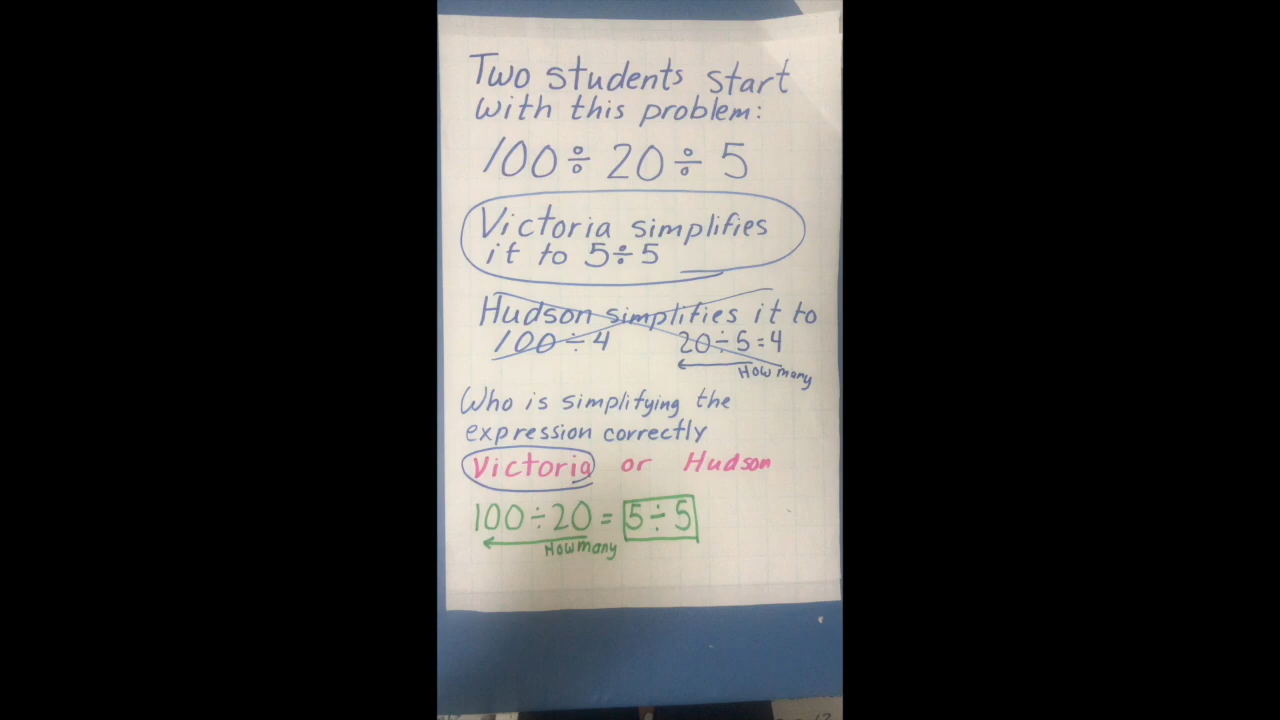 Two students start
with this problem:
100 ÷ 20 ÷ 5
Victoria simplifies
it to 5÷5
Hudson simplifies it to
100 ÷ 4 20 ÷ 5 = 4
How many
Who is simplifying the
expression correctly
Victoria or Hudson
100 ÷ 20 = 5 ÷ 5
How many